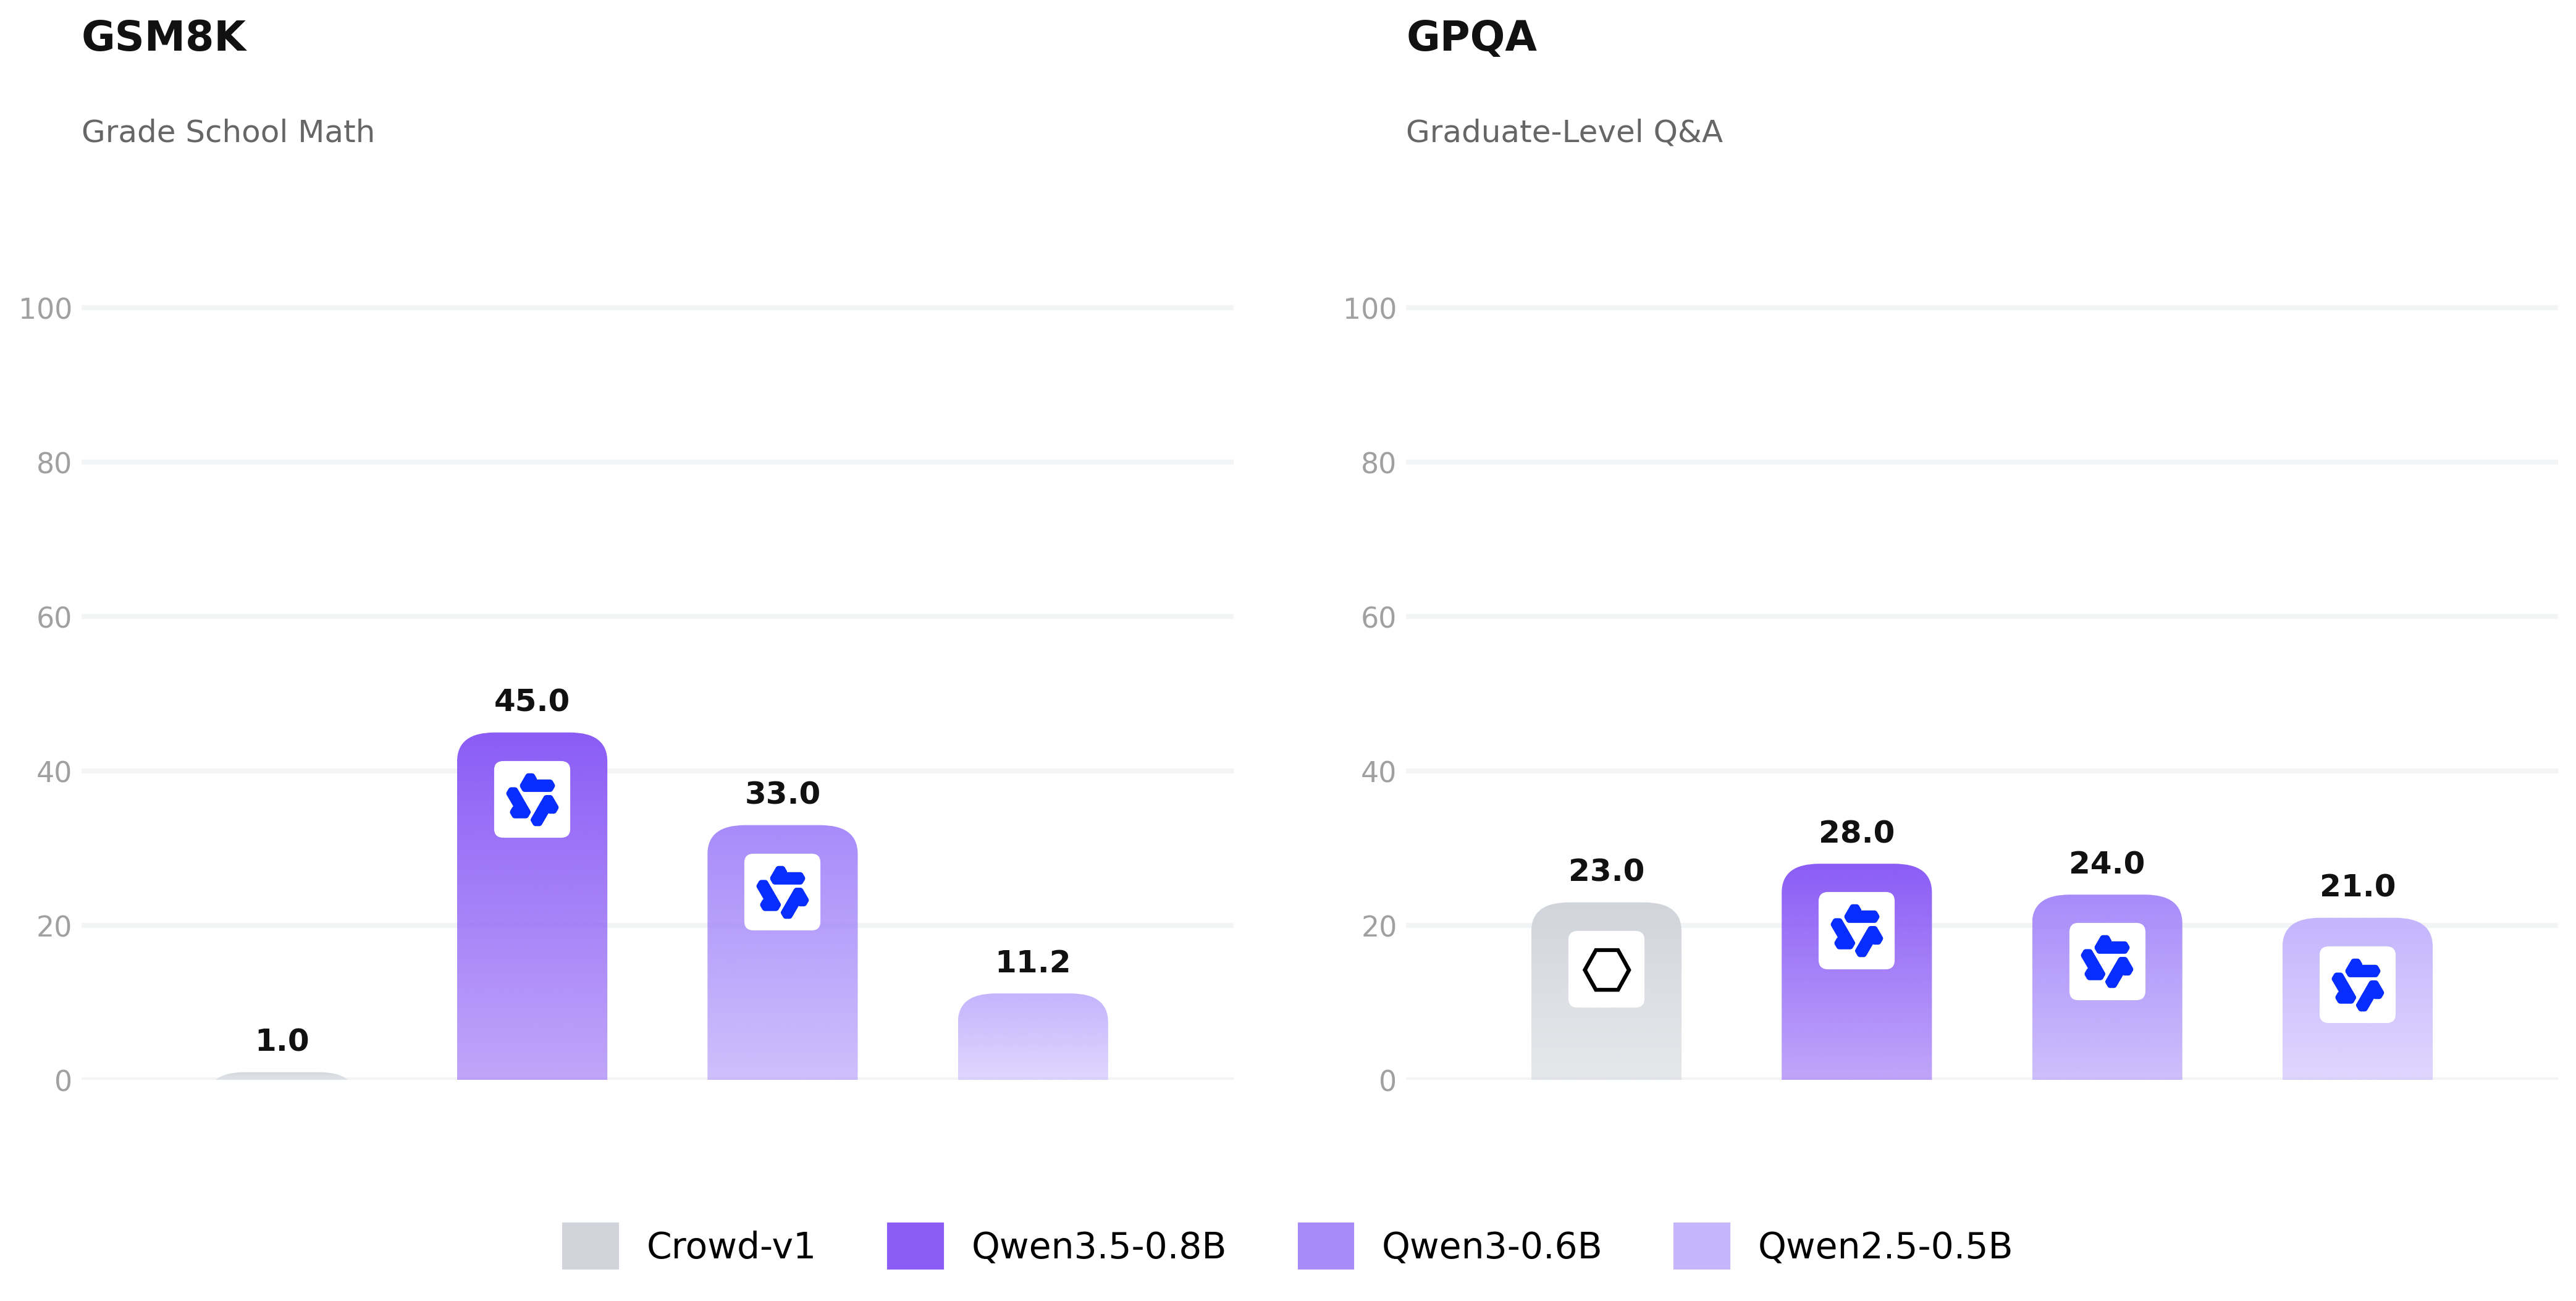 GSM8K
Grade School Math
100
80
60
40
20
0
1.0
45.0
33.0
11.2
GPQA
Graduate-Level Q&A
100
80
60
40
20
0
23.0
28.0
24.0
21.0
Crowd-v1
Qwen3.5-0.8B
Qwen3-0.6B
Qwen2.5-0.5B